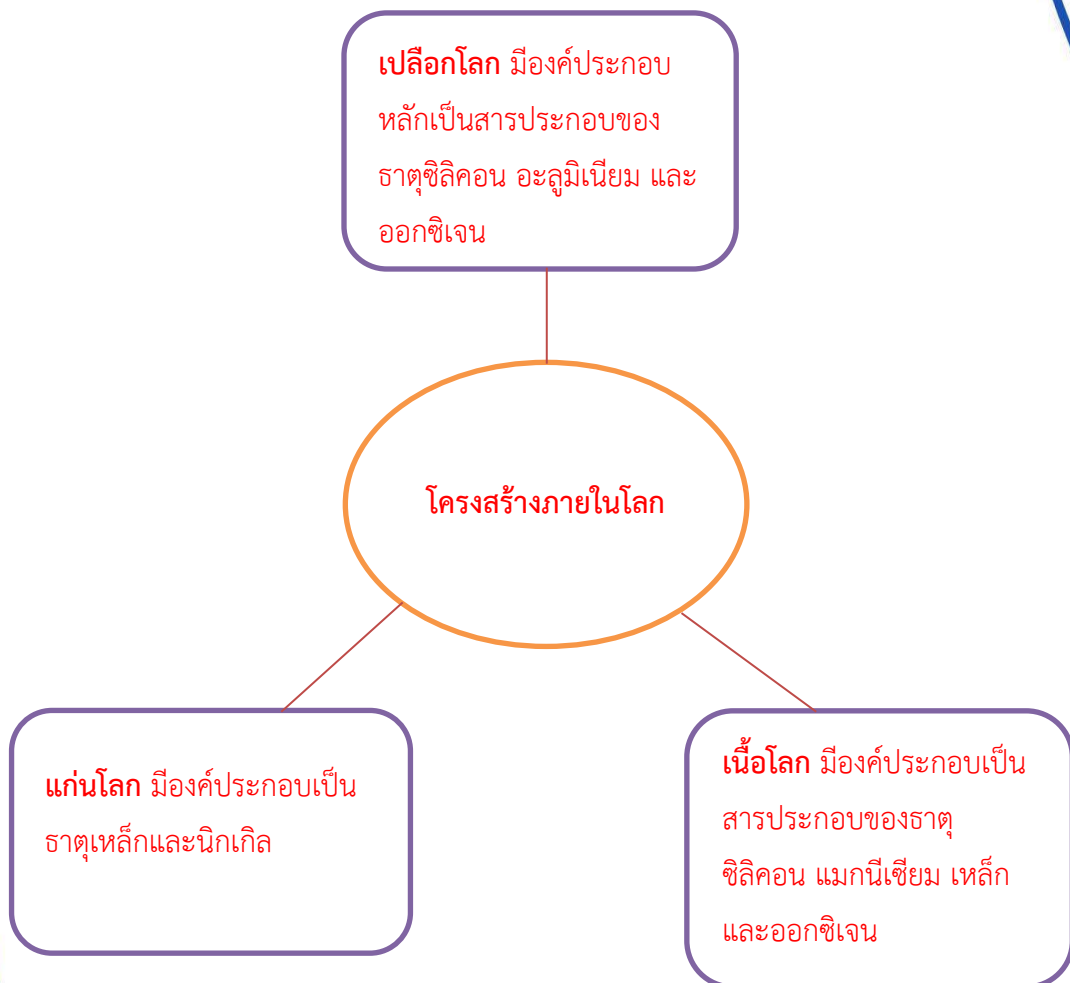 เปลือกโลก มีองค์ประกอบ
หลักเป็นสารประกอบของ
ธาตุซิลิคอน อะลูมิเนียม และ
ออกซิเจน
โครงสร้างภายในโลก
แก่นโลก มีองค์ประกอบเป็น
ธาตุเหล็กและนิกเกิล
เนื้อโลก มีองค์ประกอบเป็น
สารประกอบของธาตุ
ซิลิคอน แมกนีเซียม เหล็ก
และออกซิเจน